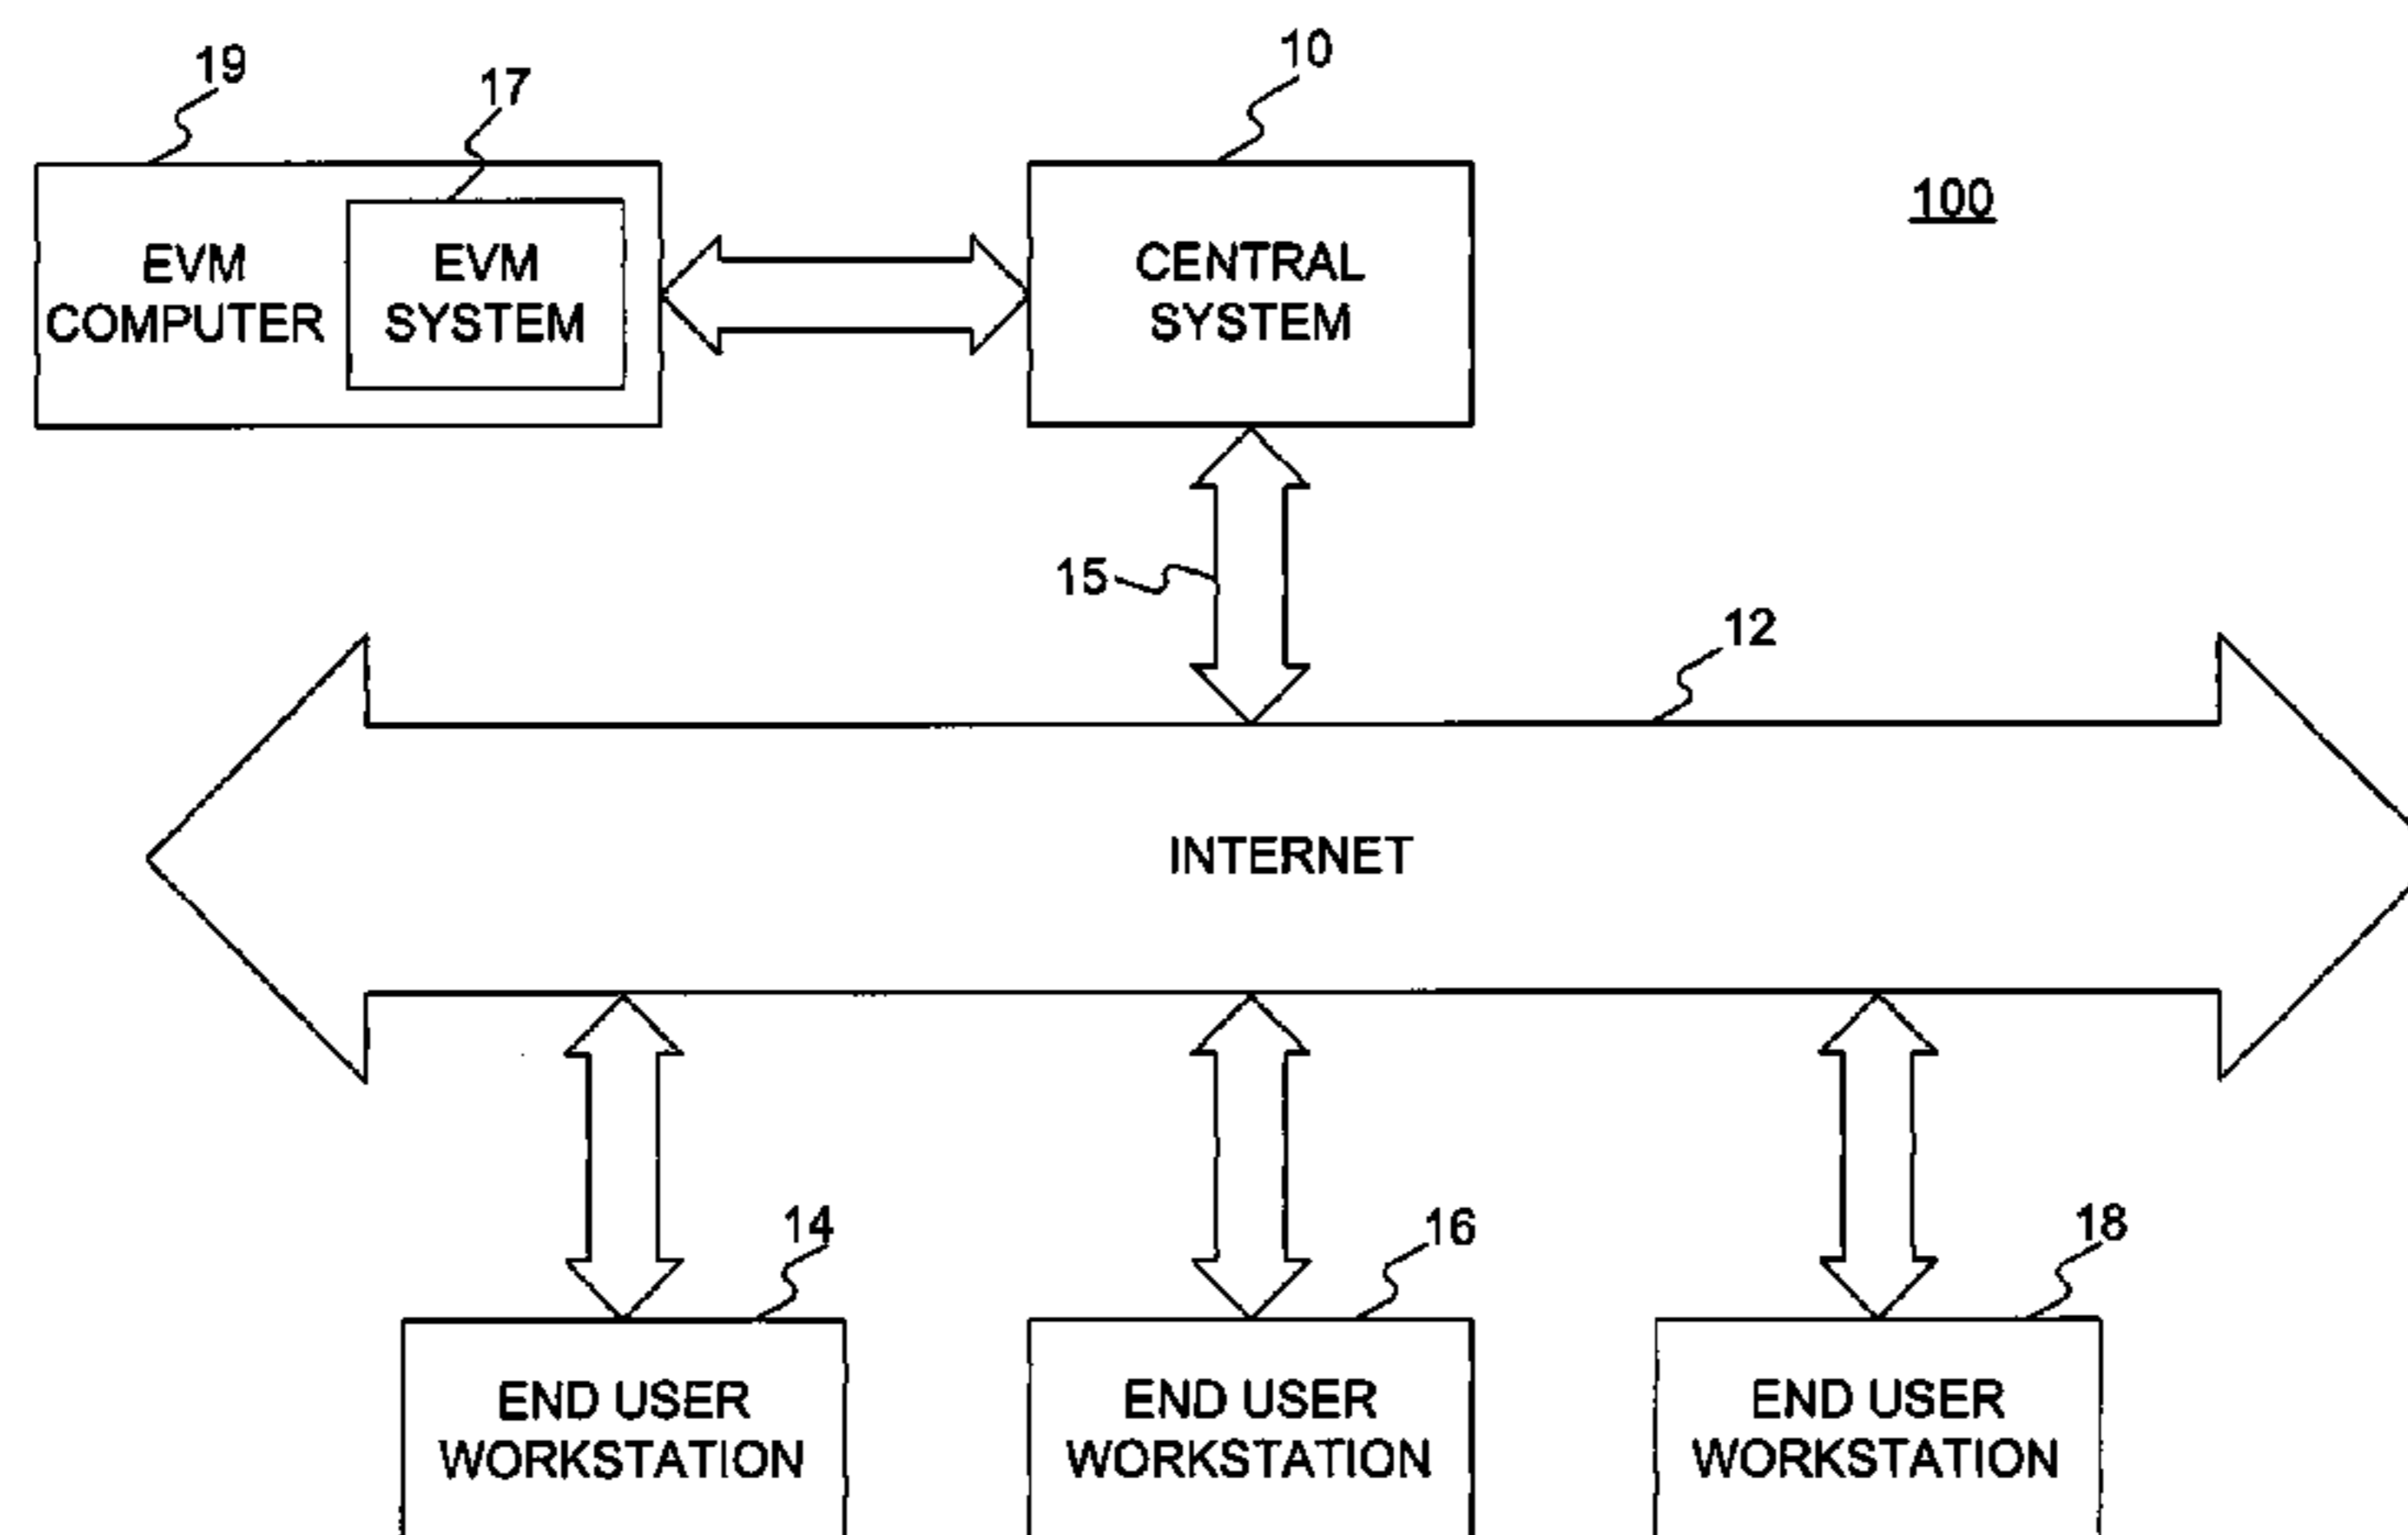 19
17
10
100
EVM
COMPUTER
EVM
SYSTEM
CENTRAL
SYSTEM
15
12
INTERNET
14
16
18
END USER
WORKSTATION
END USER
WORKSTATION
END USER
WORKSTATION